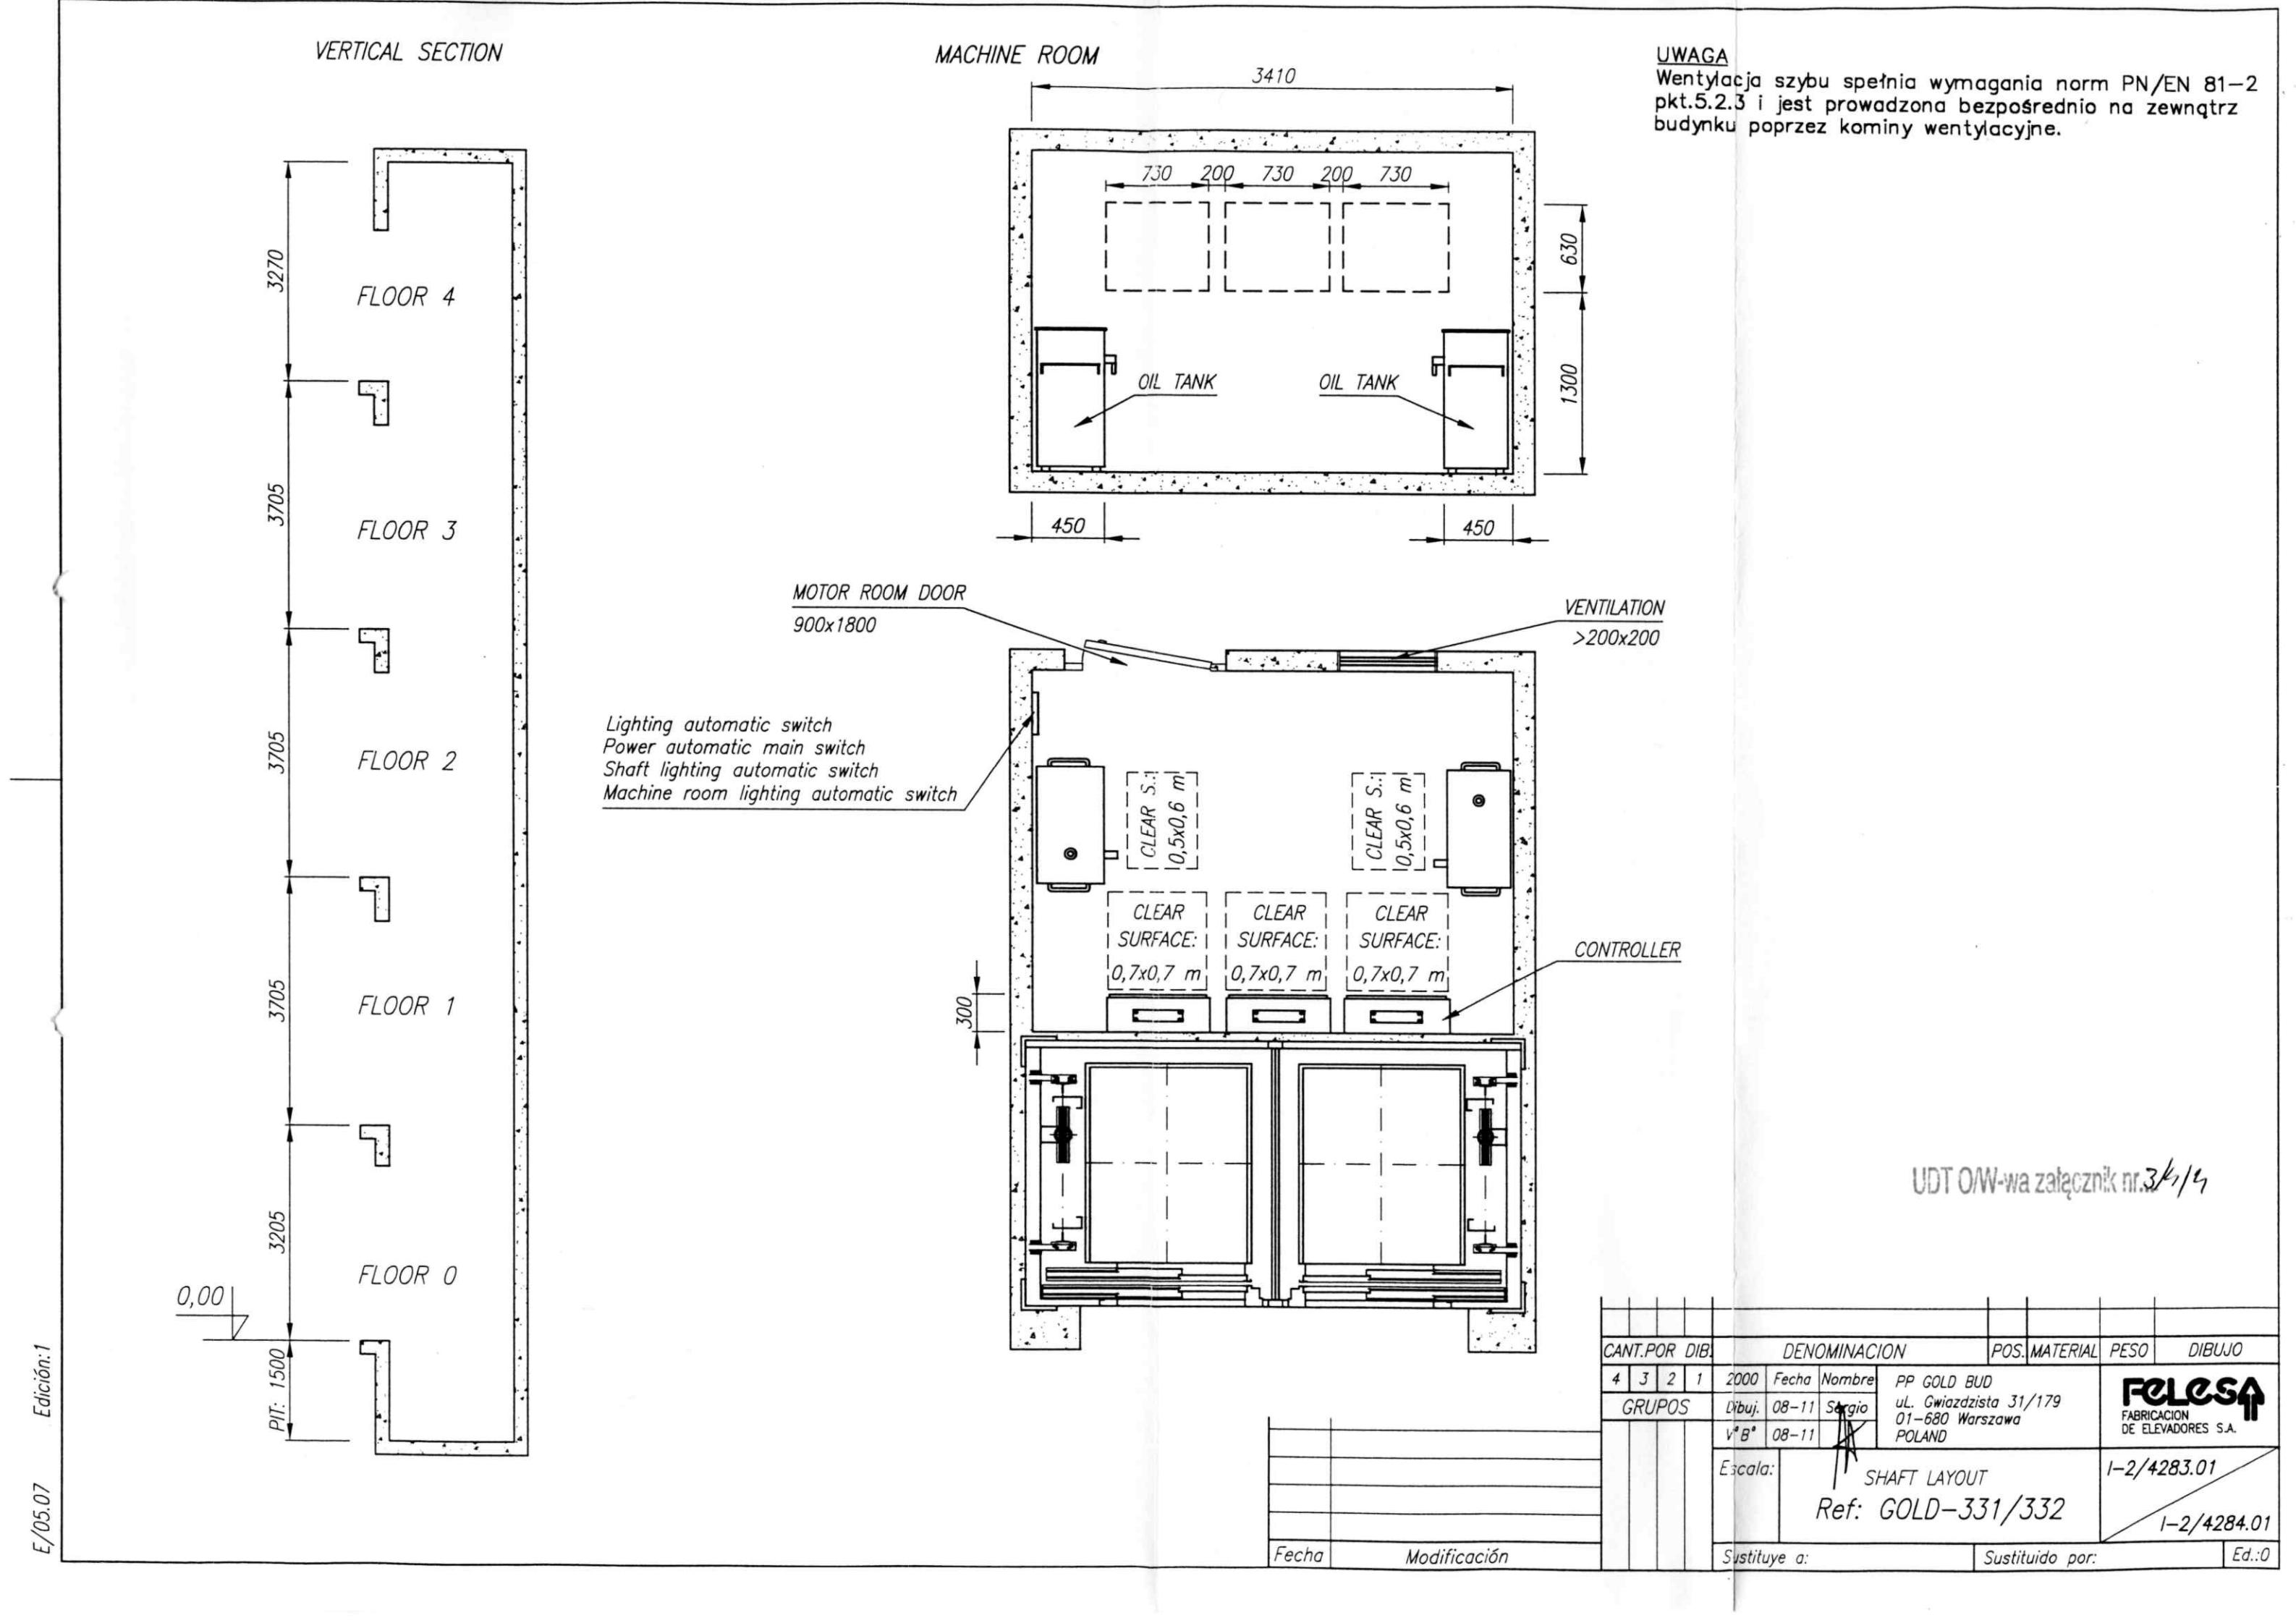 VERTICAL SECTION
3270
FLOOR 4
3705
FLOOR 3
3705
FLOOR 2
3705
FLOOR 1
3205
FLOOR 0
0,00
PIT: 1500
MACHINE ROOM
3410
730 200 730 200 730
630
1300
OIL TANK
OIL TANK
450
450
UWAGA
Wentylacja szybu spełnia wymagania norm PN/EN 81-2
pkt.5.2.3 i jest prowadzona bezpośrednio na zewnątrz
budynku poprzez kominy wentylacyjne.
MOTOR ROOM DOOR
900x1800
VENTILATION
>200x200
Lighting automatic switch
Power automatic main switch
Shaft lighting automatic switch
Machine room lighting automatic switch
CLEAR S.:
0,5x0,6 m
CLEAR S.:
0,5x0,6 m
CLEAR
SURFACE:
0,7x0,7 m
CLEAR
SURFACE:
0,7x0,7 m
CLEAR
SURFACE:
0,7x0,7 m
CONTROLLER
300
UDT O/W-wa załącznik nr.
CANT.POR DIB. DENOMINACION POS. MATERIAL PESO DIBUJO
4 3 2 1 2000 Fecha Nombre
GRUPOS Dibuj. 08-11 Sergio
VºBº 08-11
PP GOLD BUD
uL. Gwiazdzista 31/179
01-680 Warszawa
POLAND
FELESA
FABRICACION
DE ELEVADORES S.A.
Escala:
SHAFT LAYOUT
Ref: GOLD-331/332
I-2/4283.01
I-2/4284.01
Fecha Modificación
Sustituye a: Sustituido por: Ed.:0
Edición:1
E/05.07